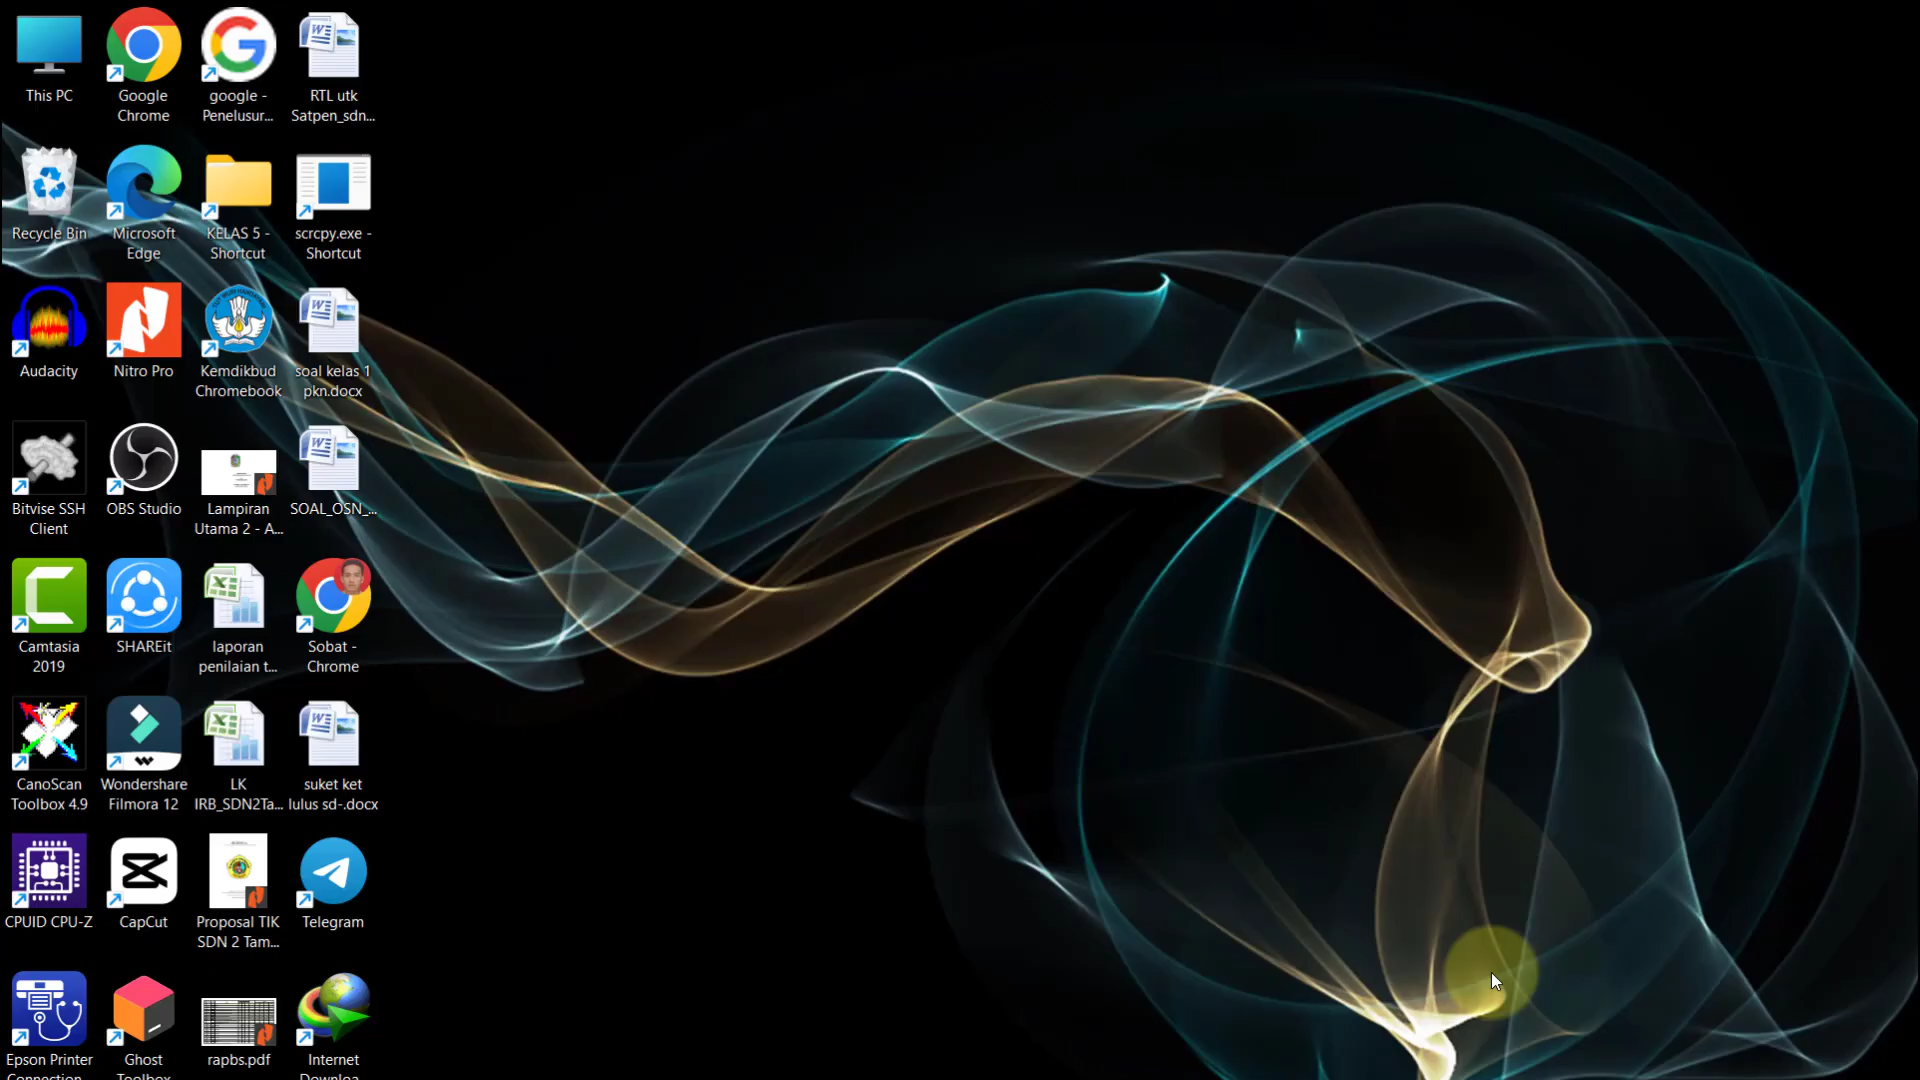 This PC
Google
Chrome
google -
Penelusur...
RTL utk
Satpen_sdn...
Recycle Bin
Microsoft
Edge
KELAS 5 -
Shortcut
scrcpy.exe -
Shortcut
Audacity
Nitro Pro
Kemdikbud
Chromebook
soal kelas 1
pkn.docx
Bitvise SSH
Client
OBS Studio
Lampiran
Utama 2 - A...
SOAL_OSN_...
Camtasia
2019
SHAREit
laporan
penilaian t...
Sobat -
Chrome
CanoScan
Toolbox 4.9
Wondershare
Filmora 12
LK
IRB_SDN2Ta...
suket ket
lulus sd-.docx
CPUID CPU-Z
CapCut
Proposal TIK
SDN 2 Tam...
Telegram
Epson Printer
Connection
Ghost
Toolbox
rapbs.pdf
Internet
Downloa...